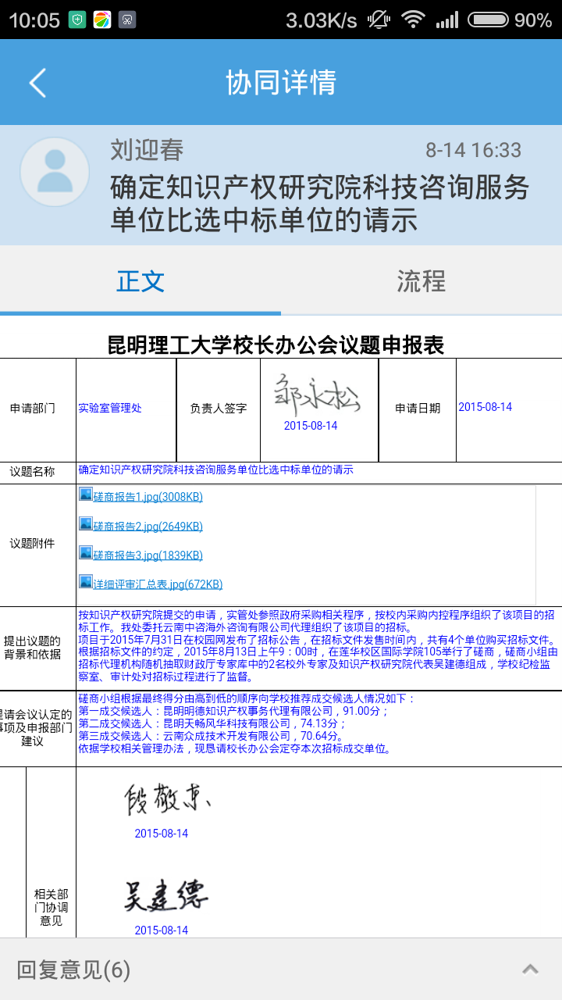 10:05 3.03K/s 90%
协同详情
刘迎春 8-14 16:33
确定知识产权研究院科技咨询服务
单位比选中标单位的请示
正文 流程
昆明理工大学校长办公会议题申报表
申请部门 实验室管理处 负责人签字 邹永松 申请日期 2015-08-14
2015-08-14
议题名称 确定知识产权研究院科技咨询服务单位比选中标单位的请示
磋商报告1.jpg(3008KB)
磋商报告2.jpg(2649KB)
议题附件
磋商报告3.jpg(1839KB)
详细评审汇总表.jpg(672KB)
提出议题的
背景和依据
按知识产权研究院提交的申请，实管处参照政府采购相关程序，按校内采购内控程序组织了该项目的招
标工作。我处委托云南中咨海外咨询有限公司代理组织了该项目的招标。
项目于2015年7月31日在校园网发布了招标公告，在招标文件发售时间内，共有4个单位购买招标文件。
根据招标文件的约定，2015年8月13日上午9：00时，在莲华校区国际学院105举行了磋商，磋商小组由
招标代理机构随机抽取财政厅专家库中的2名校外专家及知识产权研究院代表吴建德组成，学校纪检监
察室、审计处对招标过程进行了监督。
提请会议认定的
事项及申报部门
建议
磋商小组根据最终得分由高到低的顺序向学校推荐成交候选人情况如下：
第一成交候选人：昆明明德知识产权事务代理有限公司，91.00分；
第二成交候选人：昆明天畅风华科技有限公司，74.13分；
第三成交候选人：云南众成技术开发有限公司，70.64分。
依据学校相关管理办法，现恳请校长办公会定夺本次招标成交单位。
段敬东、
2015-08-14
相关部
门协调
意见
吴建德
2015-08-14
回复意见(6)